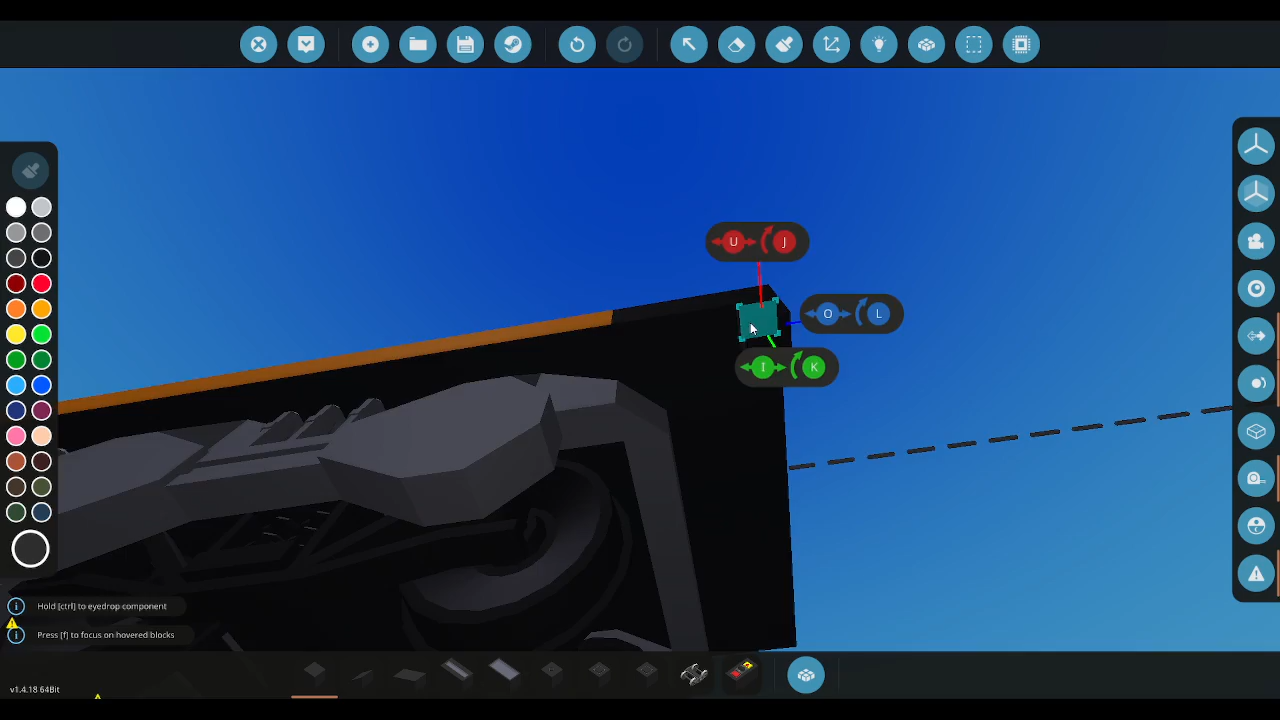 U J
O L
I K
Hold [ctrl] to eyedrop component
Press [f] to focus on hovered blocks
v1.4.18 64Bit